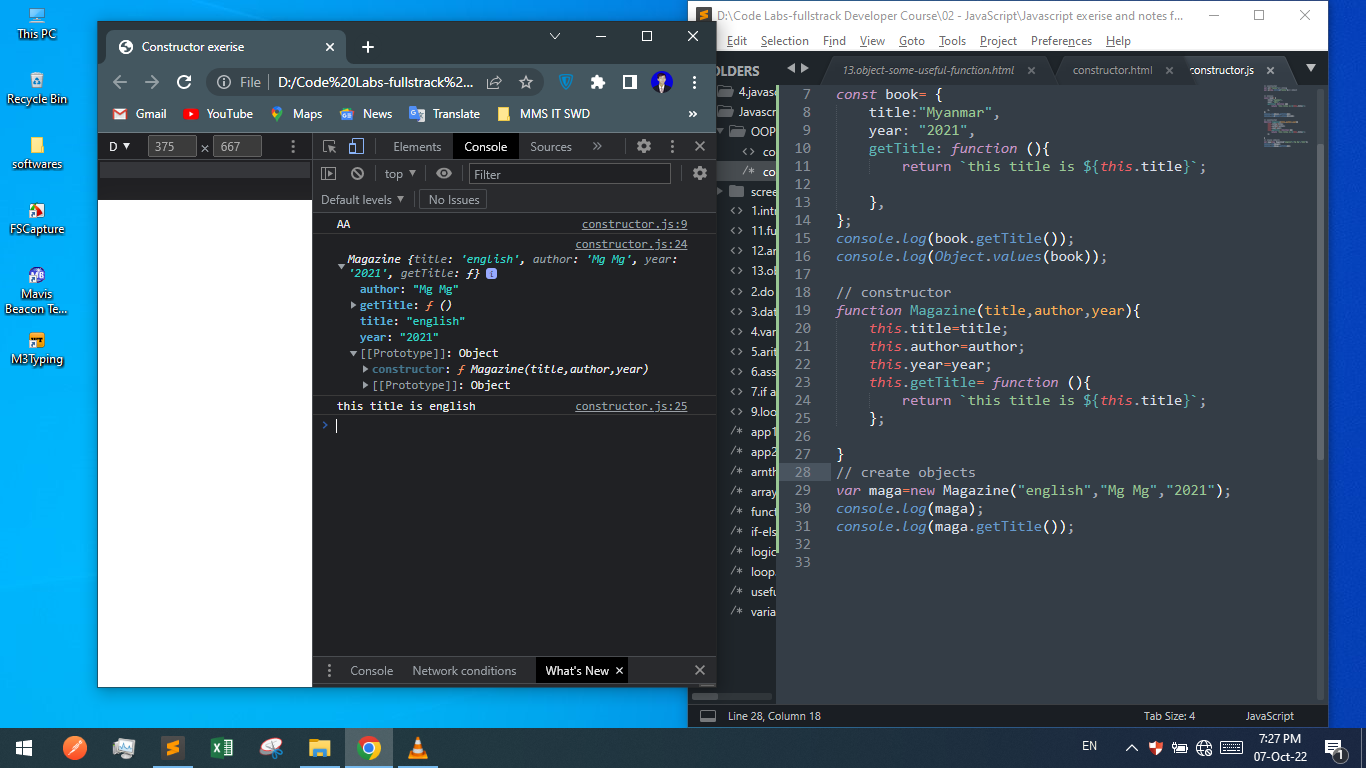 This PC
Recycle Bin
softwares
FSCapture
Mavis
Beacon Te...
M3Typing
Constructor exerise
File
D:/Code%20Labs-fullstrack%2...
Gmail
YouTube
Maps
News
Translate
MMS IT SWD
»
D
375
×
667
Elements
Console
Sources
»
top
Filter
Default levels
No Issues
AA
constructor.js:9
constructor.js:24
Magazine {title: 'english', author: 'Mg Mg', year:
'2021', getTitle: ƒ}
author: "Mg Mg"
getTitle: ƒ ()
title: "english"
year: "2021"
[[Prototype]]: Object
constructor: ƒ Magazine(title,author,year)
[[Prototype]]: Object
this title is english
constructor.js:25
Console
Network conditions
What's New
D:\Code Labs-fullstrack Developer Course\02 - JavaScript\Javascript exerise and notes f...
Edit
Selection
Find
View
Goto
Tools
Project
Preferences
Help
OLDERS
4.javasc
Javascr
OOP
<> co
/* co
scree
<> 1.intr
<> 11.fu
<> 12.ar
<> 13.ob
<> 2.do
<> 3.dat
<> 4.var
<> 5.arit
<> 6.ass
<> 7.if a
<> 9.loo
/* app1
/* app2
/* arnth
/* array
/* funct
/* if-els
/* logic
/* loop.
/* usefu
/* varia
13.object-some-useful-function.html
constructor.html
constructor.js
7 const book= {
8 title:"Myanmar",
9 year: "2021",
10 getTitle: function (){
11 return `this title is ${this.title}`;
12
13 },
14 };
15 console.log(book.getTitle());
16 console.log(Object.values(book));
17
18 // constructor
19 function Magazine(title,author,year){
20 this.title=title;
21 this.author=author;
22 this.year=year;
23 this.getTitle= function (){
24 return `this title is ${this.title}`;
25 };
26
27 }
28 // create objects
29 var maga=new Magazine("english","Mg Mg","2021");
30 console.log(maga);
31 console.log(maga.getTitle());
32
33
Line 28, Column 18
Tab Size: 4
JavaScript
EN
7:27 PM
07-Oct-22
1